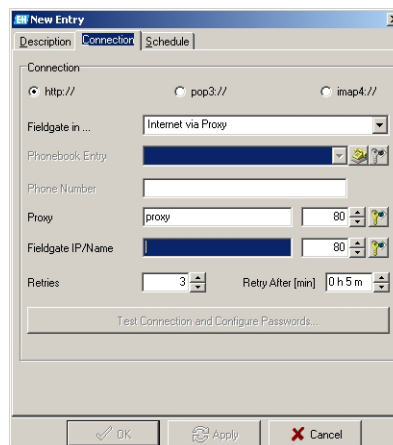 EH New Entry
Description Connection Schedule
Connection
http:// pop3:// imap4://
Fieldgate in ... Internet via Proxy
Phonebook Entry
Phone Number
Proxy proxy 80
Fieldgate IP/Name 80
Retries 3 Retry After [min] 0 h 5 m
Test Connection and Configure Passwords...
OK Apply Cancel